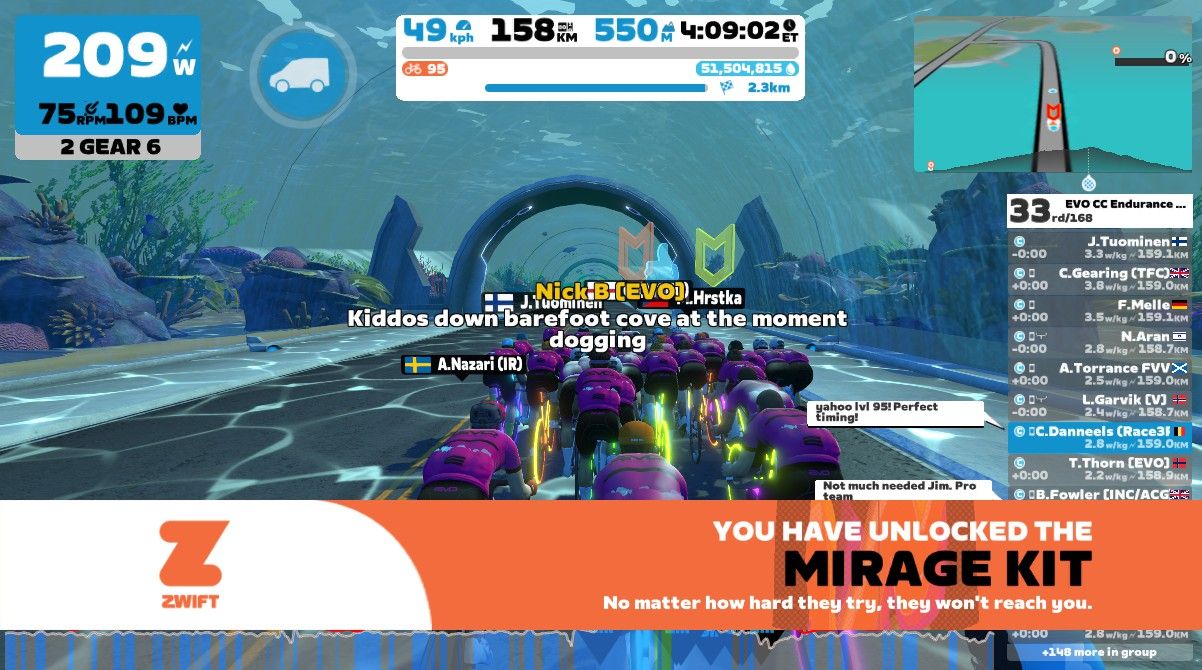 209 W
75 RPM 109 BPM
2 GEAR 6
49 kph 158 KM 550 M 4:09:02 ET
95 51,504,815
2.3km
0 %
33rd/168 EVO CC Endurance ...
J.Tuominen
-0:00 3.3 w/kg 159.1KM
C.Gearing (TFC)
+0:00 3.8 w/kg 159.0KM
F.Melle
+0:00 3.5 w/kg 159.0KM
N.Aran
-0:00 2.8 w/kg 158.7KM
A.Torrance FVV
+0:00 2.5 w/kg 159.0KM
L.Garvik [V]
-0:00 2.4 w/kg 158.7KM
C.Danneels (Race3R
2.8 w/kg 159.0KM
T.Thorn [EVO]
+0:00 2.2 w/kg 158.9KM
B.Fowler [INC/ACG
J.Tuominen
Nick B [EVO]
.Hrstka
Kiddos down barefoot cove at the moment
dogging
A.Nazari (IR)
yahoo lvl 95! Perfect
timing!
Not much needed Jim. Pro
team
EVO
ZWIFT
YOU HAVE UNLOCKED THE
MIRAGE KIT
No matter how hard they try, they won't reach you.
+0:00 2.8 w/kg 159.0KM
+148 more in group